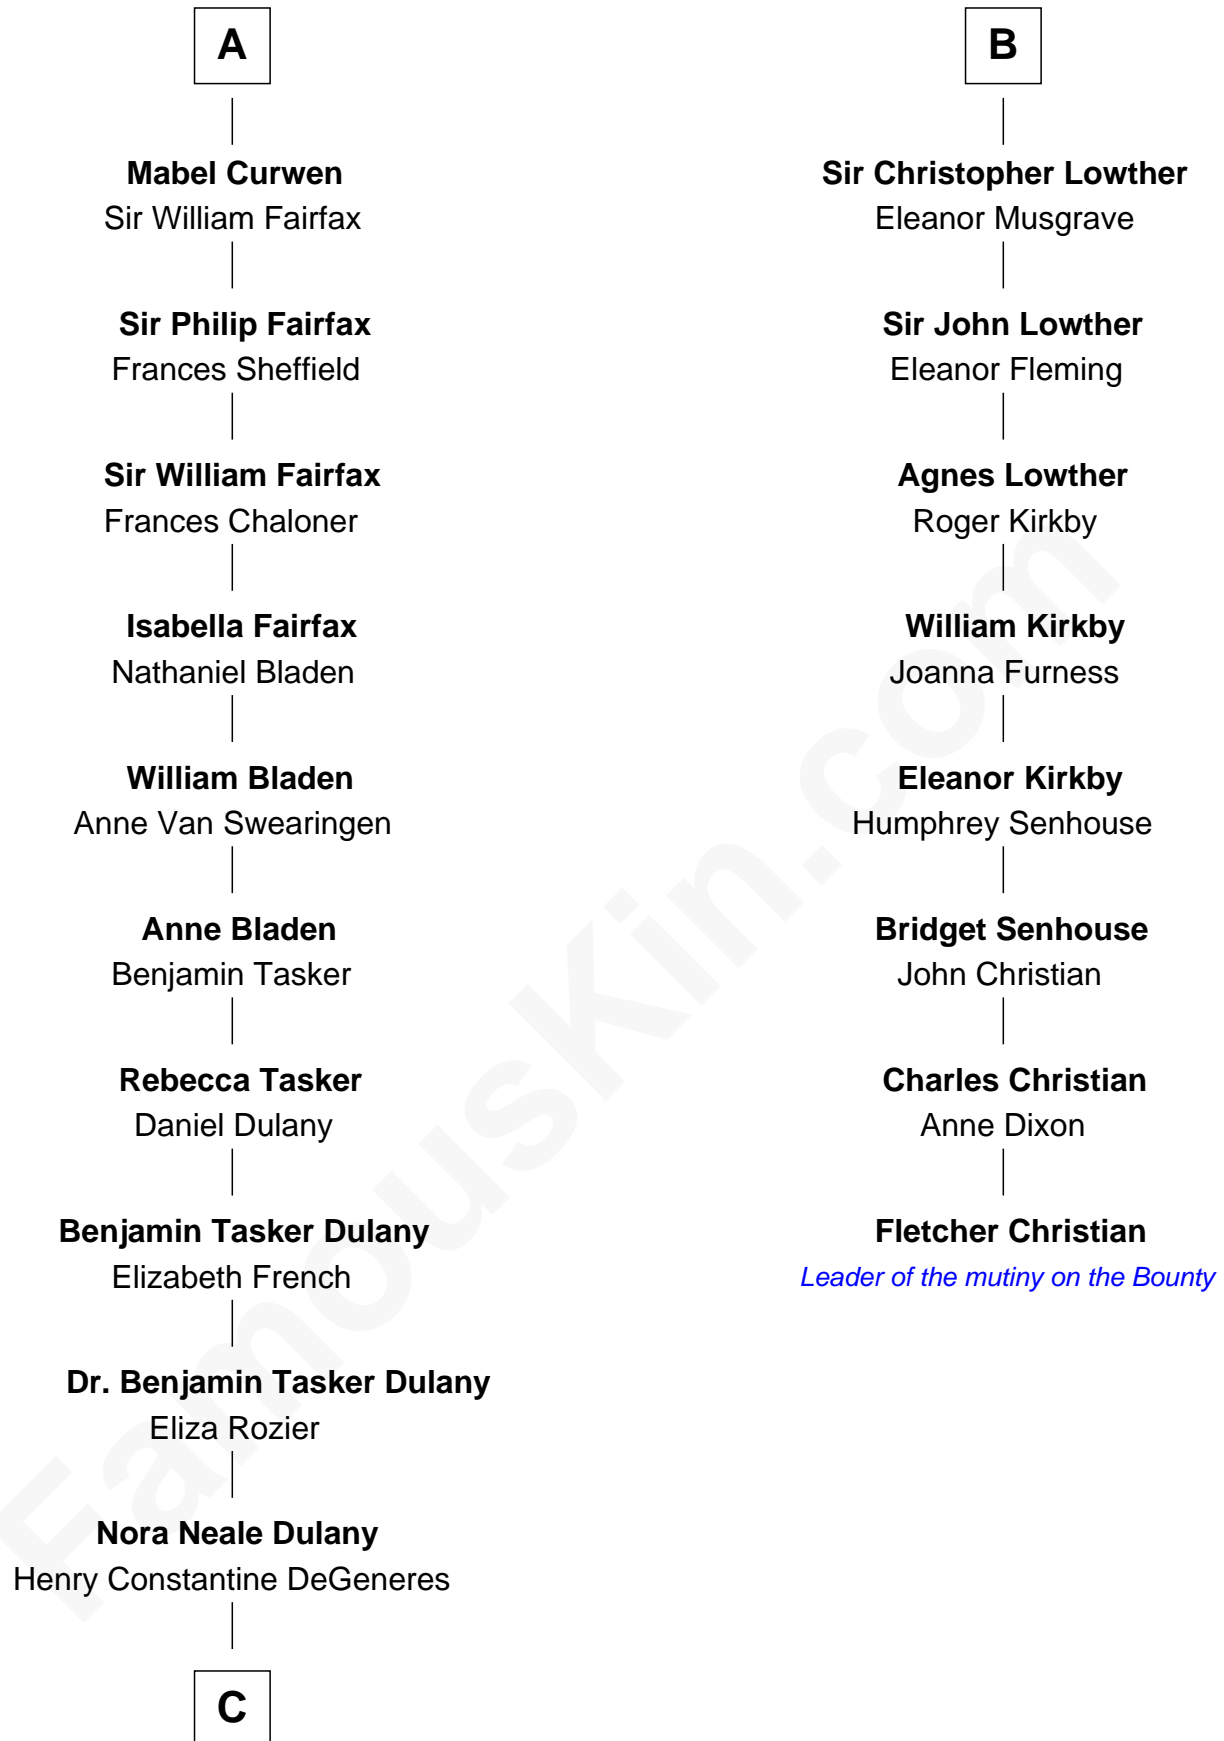 A
Mabel Curwen
Sir William Fairfax
Sir Philip Fairfax
Frances Sheffield
Sir William Fairfax
Frances Chaloner
Isabella Fairfax
Nathaniel Bladen
William Bladen
Anne Van Swearingen
Anne Bladen
Benjamin Tasker
Rebecca Tasker
Daniel Dulany
Benjamin Tasker Dulany
Elizabeth French
Dr. Benjamin Tasker Dulany
Eliza Rozier
Nora Neale Dulany
Henry Constantine DeGeneres
C
B
Sir Christopher Lowther
Eleanor Musgrave
Sir John Lowther
Eleanor Fleming
Agnes Lowther
Roger Kirkby
William Kirkby
Joanna Furness
Eleanor Kirkby
Humphrey Senhouse
Bridget Senhouse
John Christian
Charles Christian
Anne Dixon
Fletcher Christian
Leader of the mutiny on the Bounty
FamousKin.com